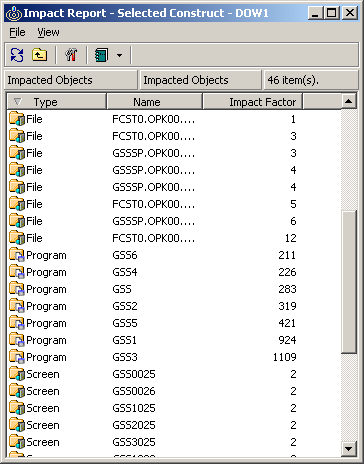 Impact Report - Selected Construct - DOW1
File View
Impacted Objects Impacted Objects 46 item(s).
Type Name Impact Factor
File FCST0.OPK00.... 1
File FCST0.OPK00.... 3
File GSSSP.OPK00.... 3
File GSSSP.OPK00.... 4
File GSSSP.OPK00.... 4
File FCST0.OPK00.... 5
File GSSSP.OPK00.... 6
File FCST0.OPK00.... 12
Program GSS6 211
Program GSS4 226
Program GSS 283
Program GSS2 319
Program GSS5 421
Program GSS1 924
Program GSS3 1109
Screen GSS0025 2
Screen GSS0026 2
Screen GSS1025 2
Screen GSS2025 2
Screen GSS3025 2